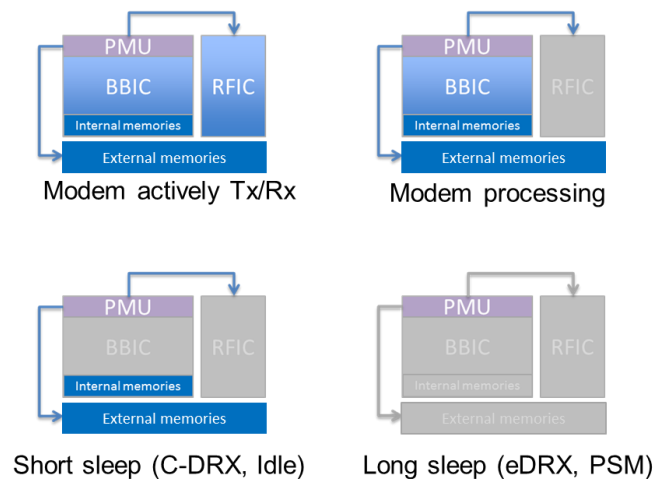 PMU
BBIC
RFIC
Internal memories
External memories
Modem actively Tx/Rx
PMU
BBIC
RFIC
Internal memories
External memories
Modem processing
PMU
BBIC
RFIC
Internal memories
External memories
Short sleep (C-DRX, Idle)
PMU
BBIC
RFIC
Internal memories
External memories
Long sleep (eDRX, PSM)